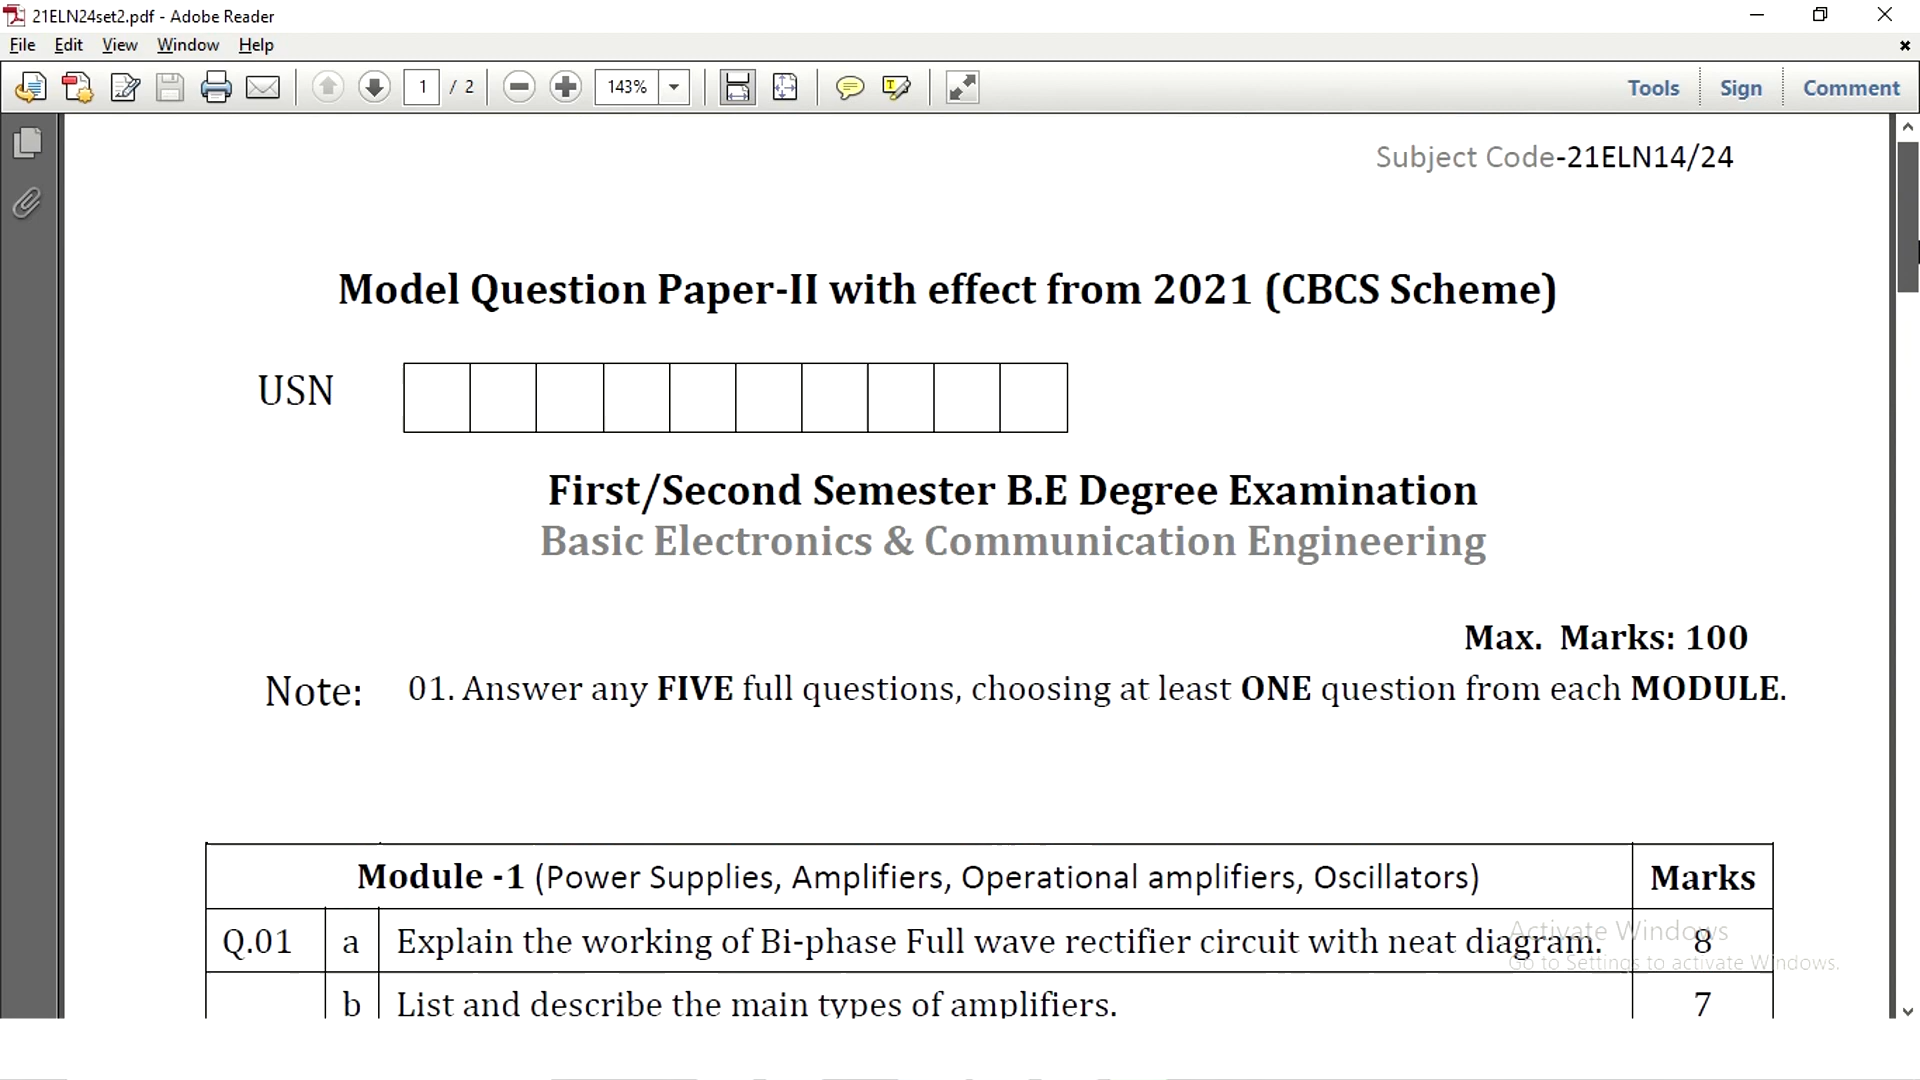 21ELN24set2.pdf - Adobe Reader
File Edit View Window Help
1 / 2 143% Tools Sign Comment
Subject Code-21ELN14/24
Model Question Paper-II with effect from 2021 (CBCS Scheme)
USN
First/Second Semester B.E Degree Examination
Basic Electronics & Communication Engineering
Max. Marks: 100
Note: 01. Answer any FIVE full questions, choosing at least ONE question from each MODULE.
Module -1 (Power Supplies, Amplifiers, Operational amplifiers, Oscillators) Marks
Q.01 a Explain the working of Bi-phase Full wave rectifier circuit with neat diagram. 8
Activate Windows
Go to Settings to activate Windows.
b List and describe the main types of amplifiers. 7